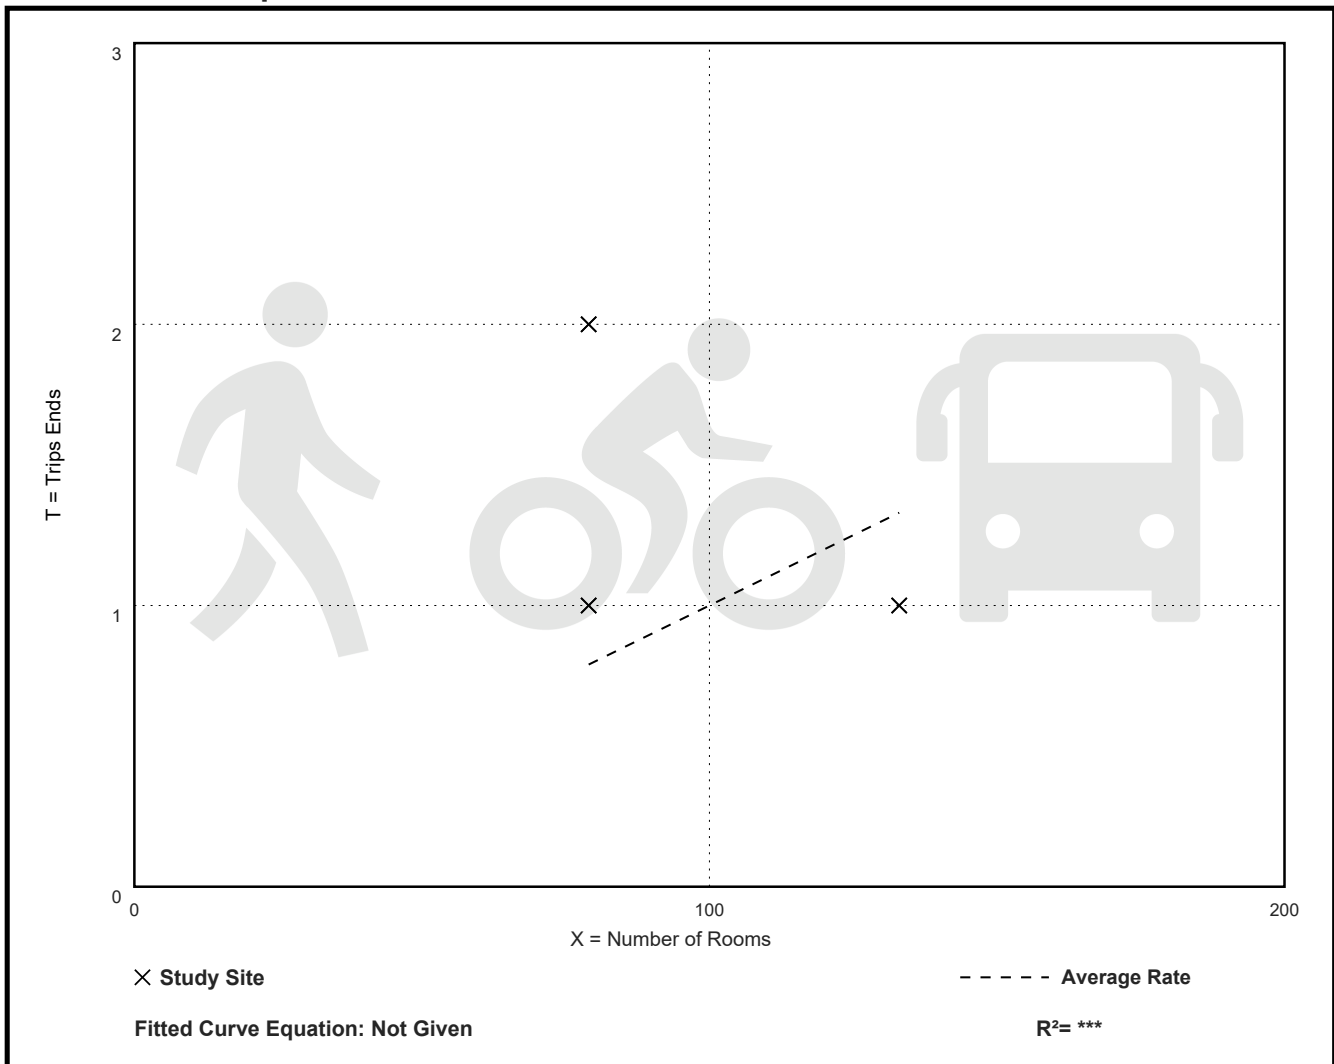 3
2
T = Trips Ends
1
0
0 100 200
X = Number of Rooms
Study Site
Average Rate
Fitted Curve Equation: Not Given
R²= ***